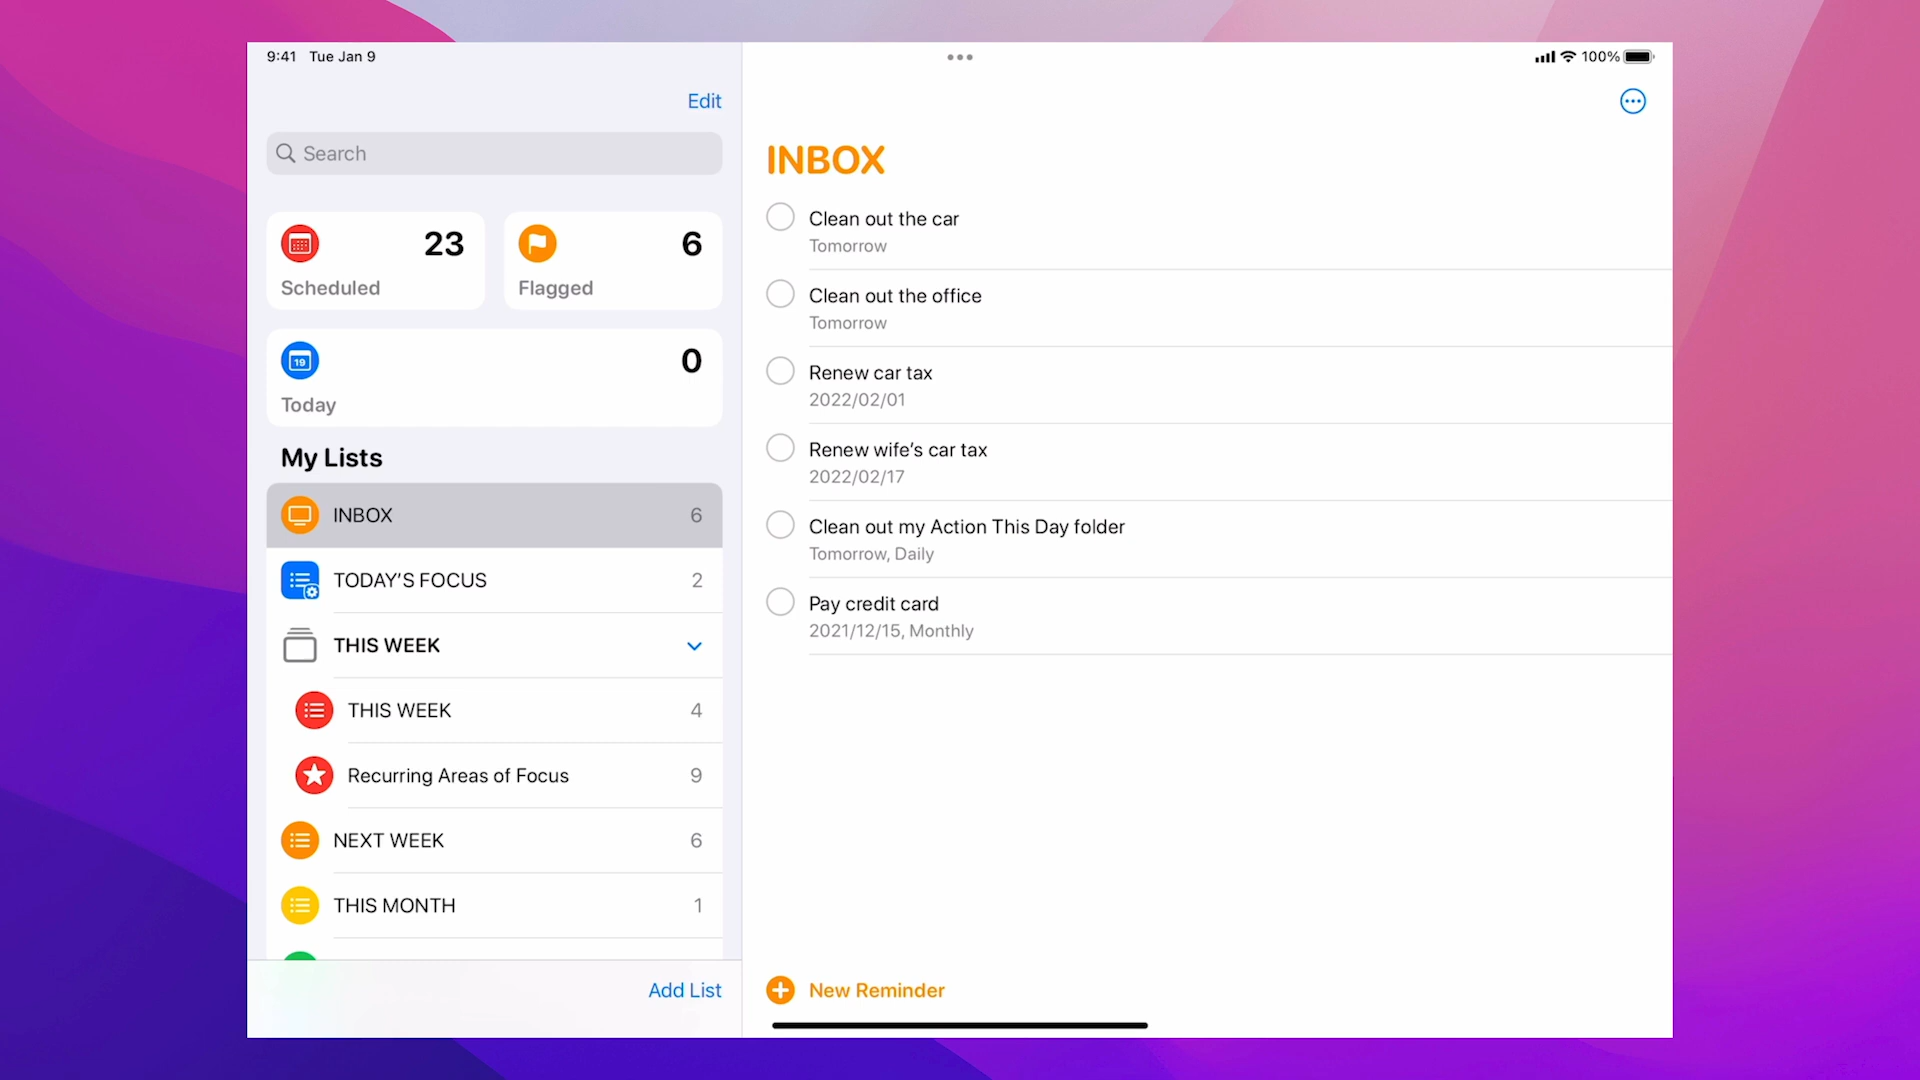 9:41 Tue Jan 9
100%
Edit
Search
23
Scheduled
6
Flagged
19
0
Today
My Lists
INBOX 6
TODAY’S FOCUS 2
THIS WEEK
THIS WEEK 4
Recurring Areas of Focus 9
NEXT WEEK 6
THIS MONTH 1
Add List
INBOX
Clean out the car
Tomorrow
Clean out the office
Tomorrow
Renew car tax
2022/02/01
Renew wife’s car tax
2022/02/17
Clean out my Action This Day folder
Tomorrow, Daily
Pay credit card
2021/12/15, Monthly
New Reminder